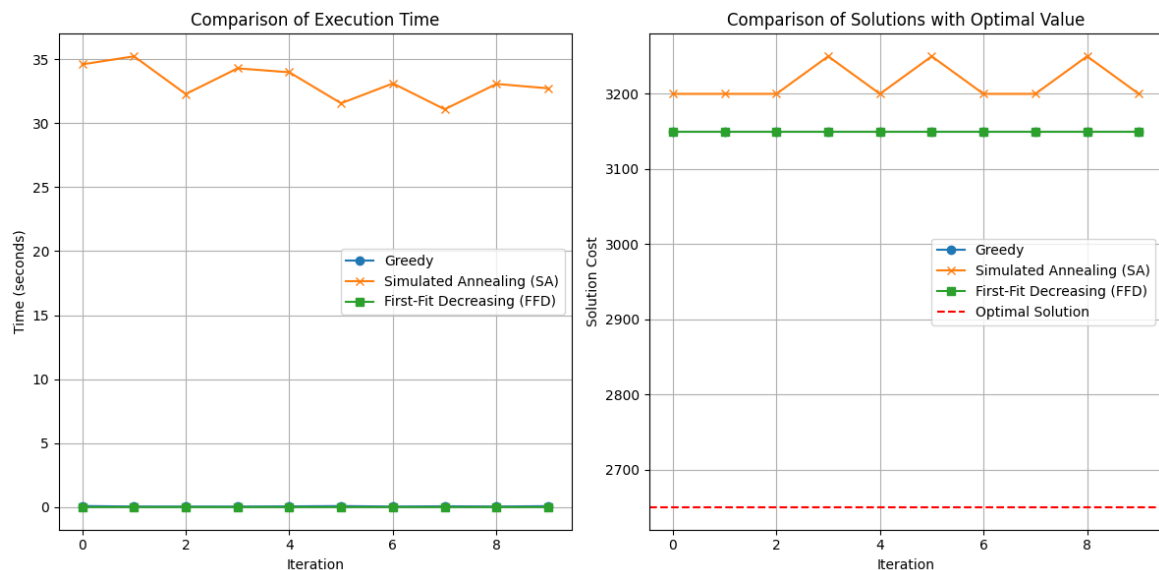 Comparison of Execution Time
35
30
25
20
15
10
5
0
Time (seconds)
0 2 4 6 8
Iteration
Greedy
Simulated Annealing (SA)
First-Fit Decreasing (FFD)
Comparison of Solutions with Optimal Value
3200
3100
3000
2900
2800
2700
Solution Cost
0 2 4 6 8
Iteration
Greedy
Simulated Annealing (SA)
First-Fit Decreasing (FFD)
Optimal Solution